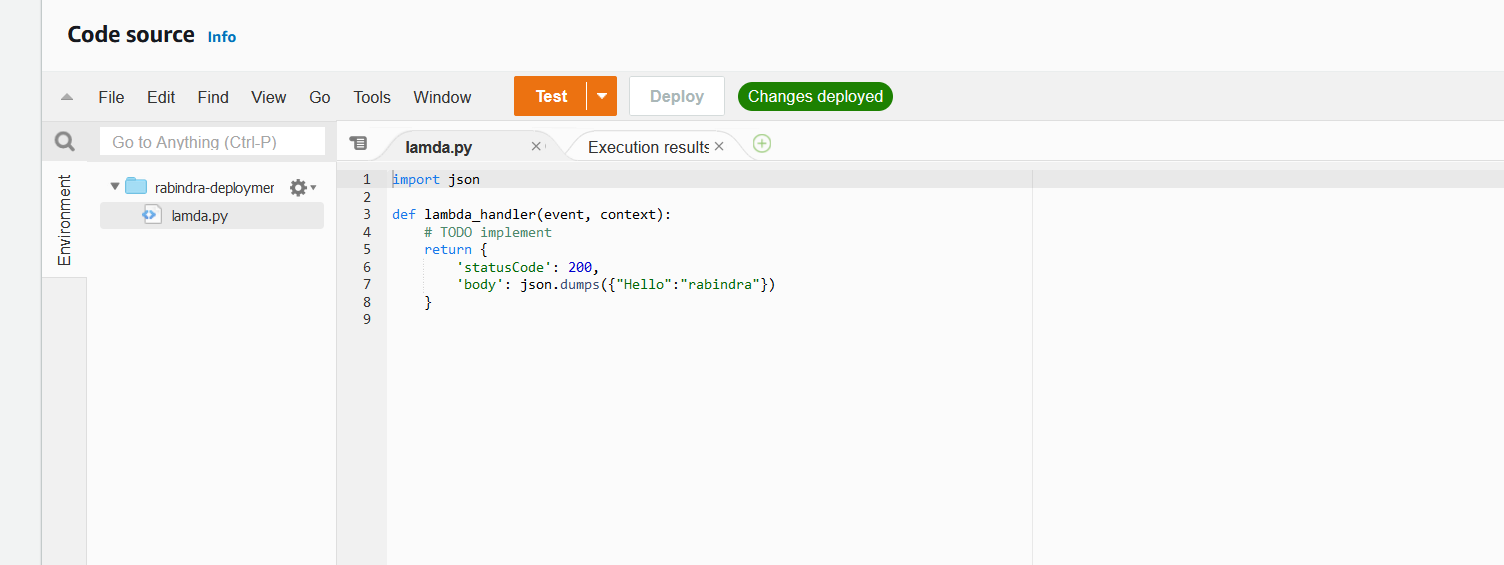 Code source Info
File Edit Find View Go Tools Window Test Deploy Changes deployed
Go to Anything (Ctrl-P)
lamda.py Execution results
Environment
rabindra-deploymer
lamda.py
1 import json
2
3 def lambda_handler(event, context):
4 # TODO implement
5 return {
6 'statusCode': 200,
7 'body': json.dumps({"Hello":"rabindra"})
8 }
9